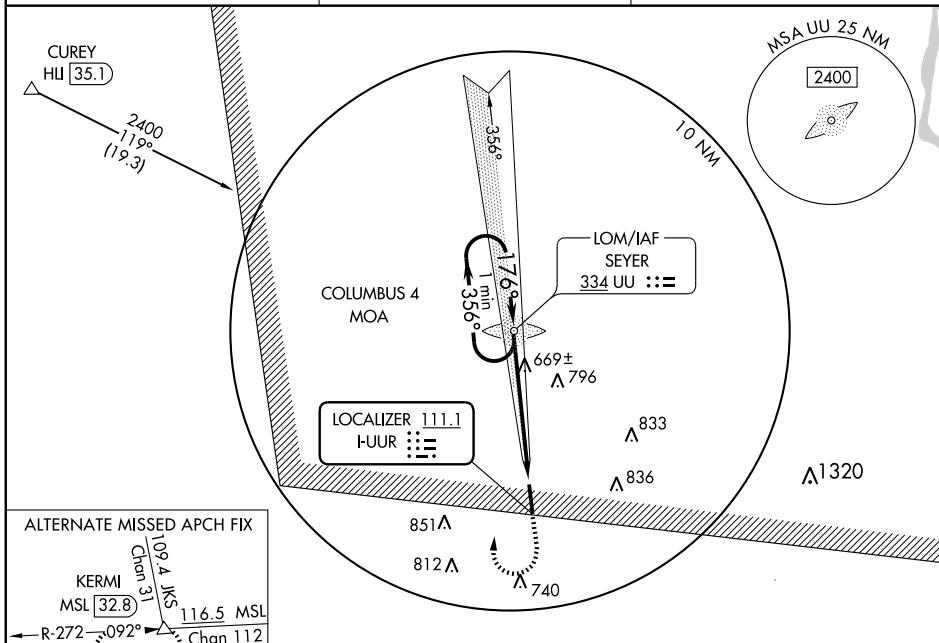 CUREY
HLI 35.1
2400
119°
(19.3)
MSA UU 25 NM
2400
10 NM
356°
LOM/IAF
SEYER
334 UU
176°
1 min
356°
COLUMBUS 4
MOA
669±
796
LOCALIZER 111.1
I-UUR
833
836
1320
851
812
740
ALTERNATE MISSED APCH FIX
109.4 JKS
Chan 31
KERMI
MSL 32.8
116.5 MSL
R-272
092°
Chan 112